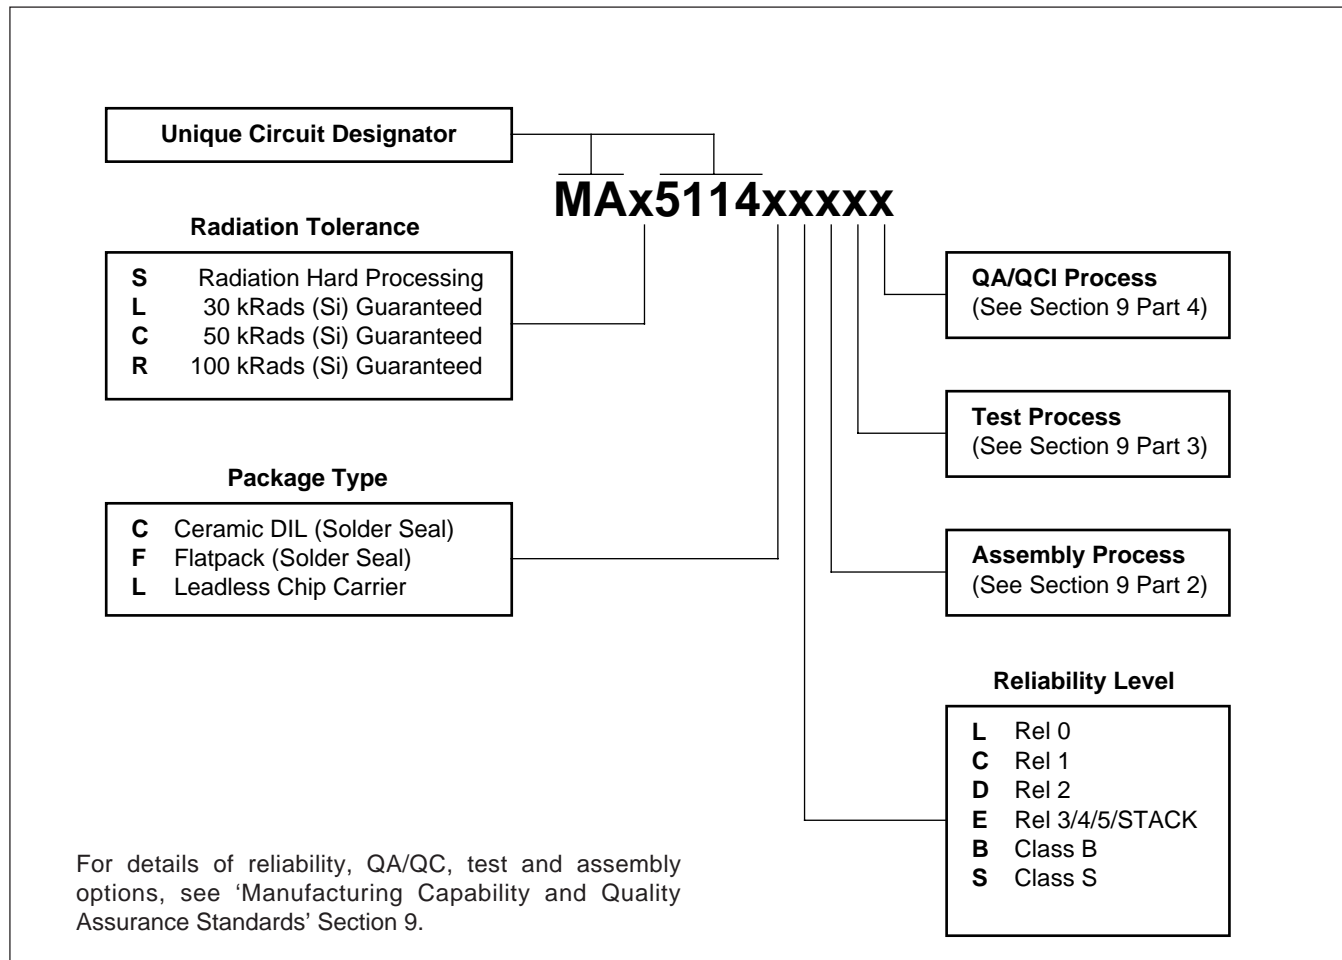 Unique Circuit Designator
MAx5114xxxxx
Radiation Tolerance
S Radiation Hard Processing
L 30 kRads (Si) Guaranteed
C 50 kRads (Si) Guaranteed
R 100 kRads (Si) Guaranteed
Package Type
C Ceramic DIL (Solder Seal)
F Flatpack (Solder Seal)
L Leadless Chip Carrier
QA/QCI Process
(See Section 9 Part 4)
Test Process
(See Section 9 Part 3)
Assembly Process
(See Section 9 Part 2)
Reliability Level
L Rel 0
C Rel 1
D Rel 2
E Rel 3/4/5/STACK
B Class B
S Class S
For details of reliability, QA/QC, test and assembly
options, see ‘Manufacturing Capability and Quality
Assurance Standards’ Section 9.